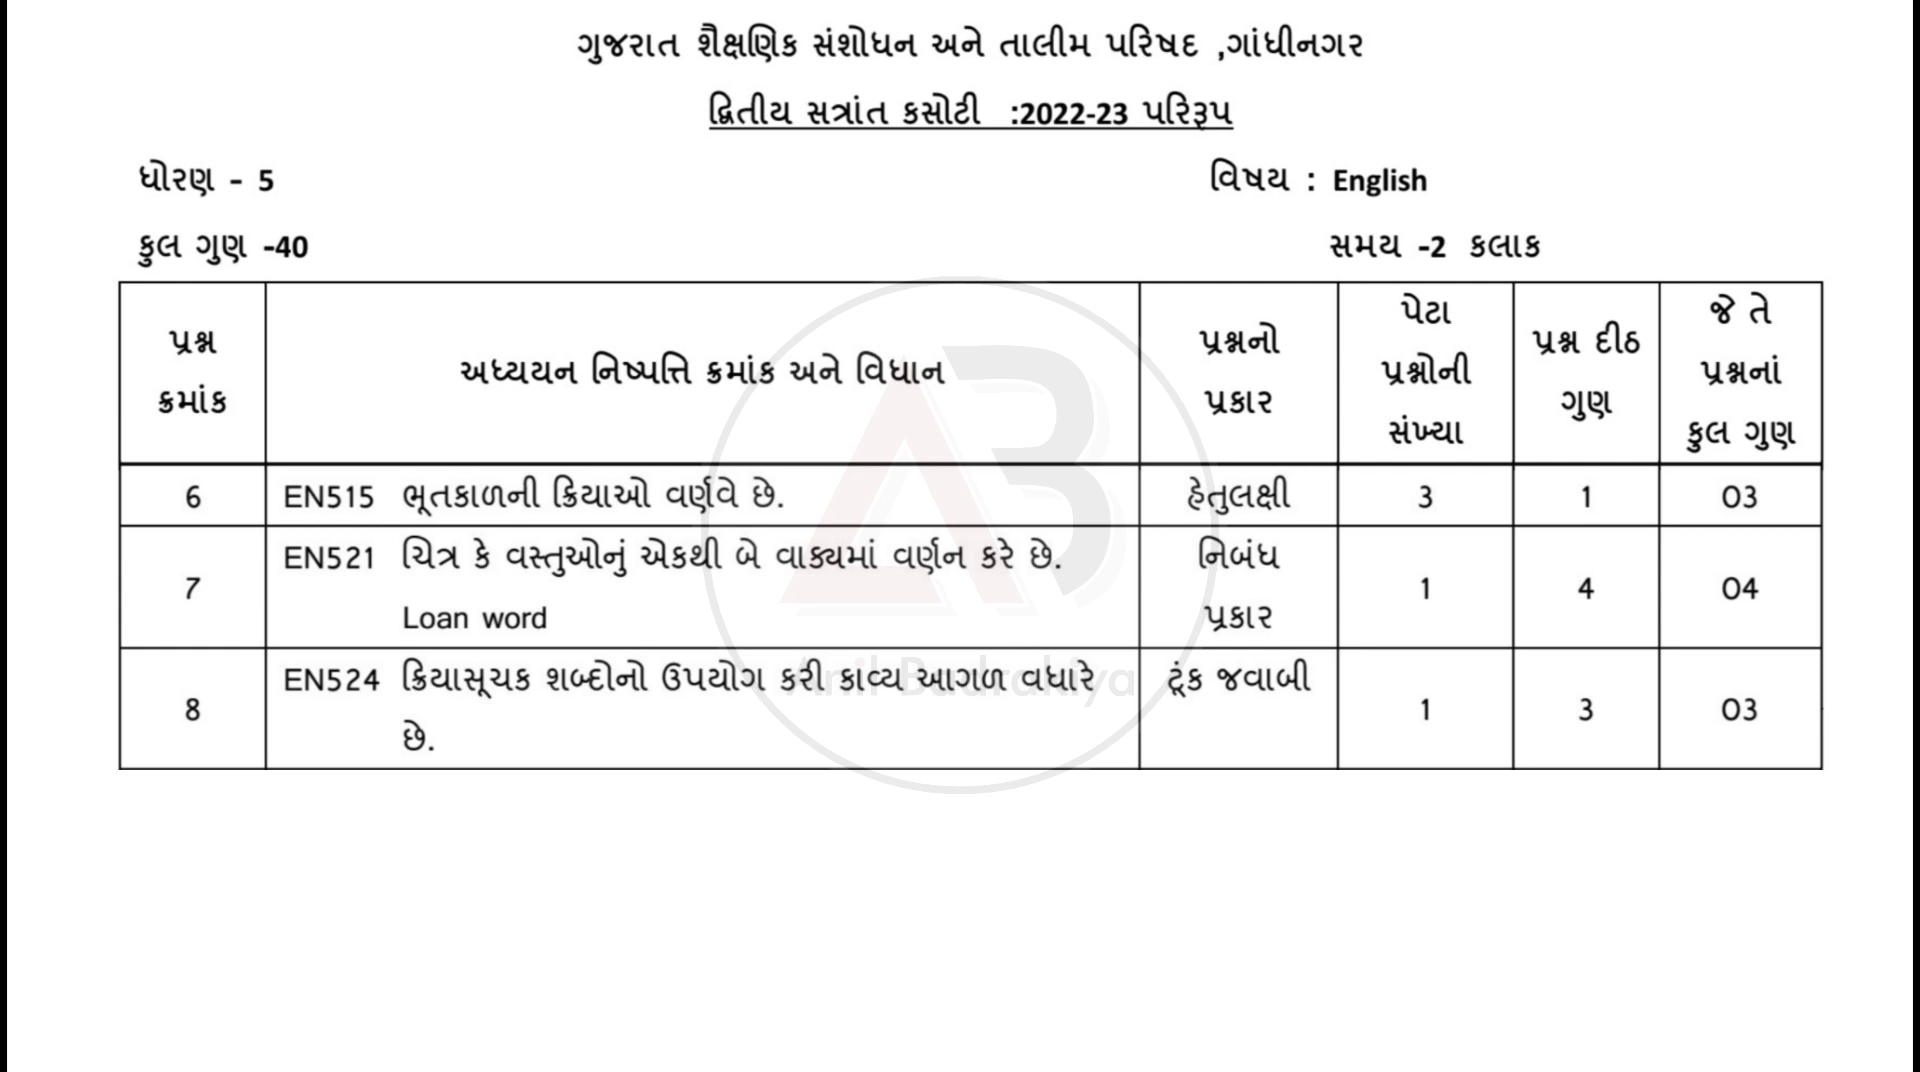 ગુજરાત શૈક્ષણિક સંશોધન અને તાલીમ પરિષદ ,ગાંધીનગર
દ્વિતીય સત્રાંત કસોટી :2022-23 પરિરૂપ
ધોરણ - 5 વિષય : English
કુલ ગુણ -40 સમય -2 કલાક
પ્રશ્ન ક્રમાંક અધ્યયન નિષ્પત્તિ ક્રમાંક અને વિધાન પ્રશ્નનો પ્રકાર પેટા પ્રશ્નોની સંખ્યા પ્રશ્ન દીઠ ગુણ જે તે પ્રશ્નનાં કુલ ગુણ
6 EN515 ભૂતકાળની ક્રિયાઓ વર્ણવે છે. હેતુલક્ષી 3 1 03
7 EN521 ચિત્ર કે વસ્તુઓનું એકથી બે વાક્યમાં વર્ણન કરે છે. નિબંધ પ્રકાર 1 4 04
Loan word
8 EN524 ક્રિયાસૂચક શબ્દોનો ઉપયોગ કરી કાવ્ય આગળ વધારે ટૂંક જવાબી 1 3 03
છે.
Anil Badrakiya